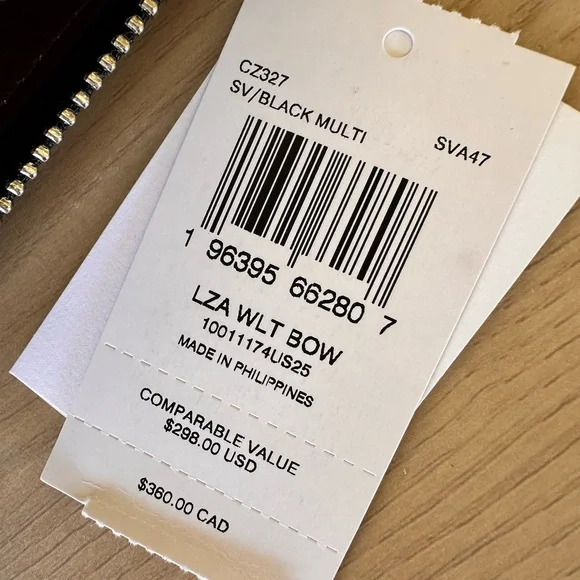 CZ327
SV/BLACK MULTI SVA47
1 96395 66280 7
LZA WLT BOW
10011174US25
MADE IN PHILIPPINES
COMPARABLE VALUE
$298.00 USD
$360.00 CAD